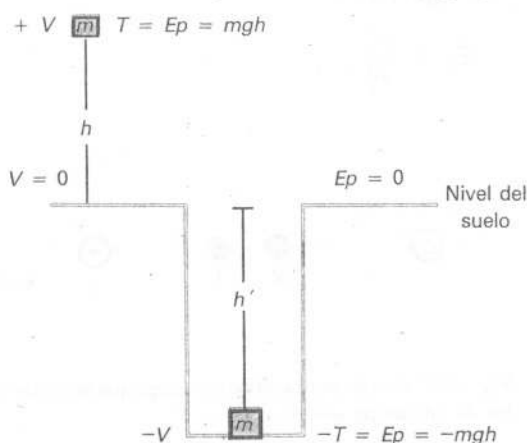 + V m T = Ep = mgh
h
V = 0 Ep = 0
Nivel del
suelo
h′
−V m −T = Ep = −mgh